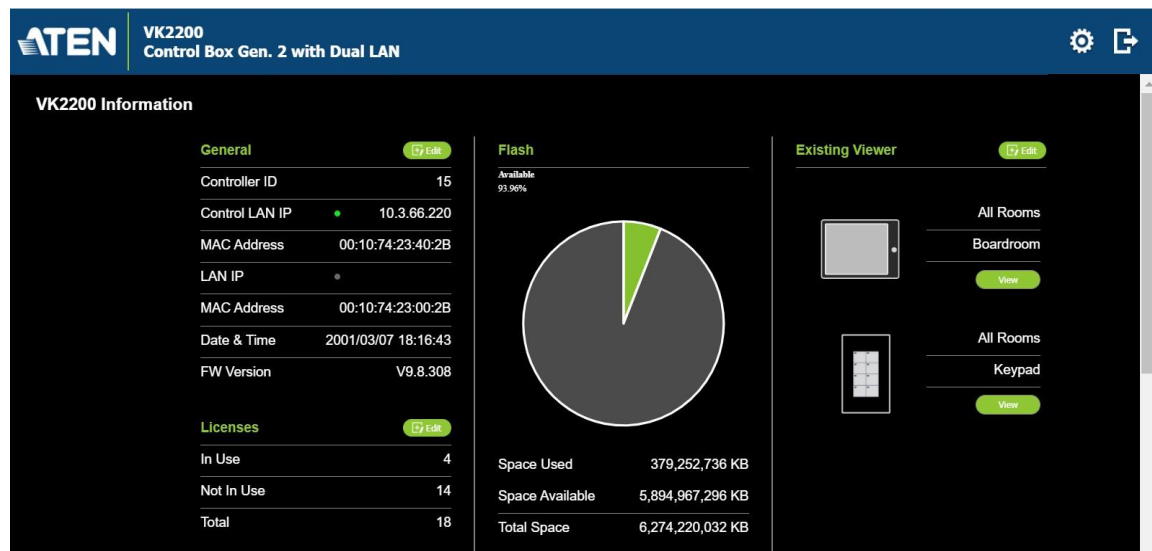 ATEN
VK2200
Control Box Gen. 2 with Dual LAN
VK2200 Information
General Edit
Controller ID 15
Control LAN IP 10.3.66.220
MAC Address 00:10:74:23:40:2B
LAN IP
MAC Address 00:10:74:23:00:2B
Date & Time 2001/03/07 18:16:43
FW Version V9.8.308
Licenses Edit
In Use 4
Not In Use 14
Total 18
Flash
Available
93.96%
Space Used 379,252,736 KB
Space Available 5,894,967,296 KB
Total Space 6,274,220,032 KB
Existing Viewer Edit
All Rooms
Boardroom
View
All Rooms
Keypad
View